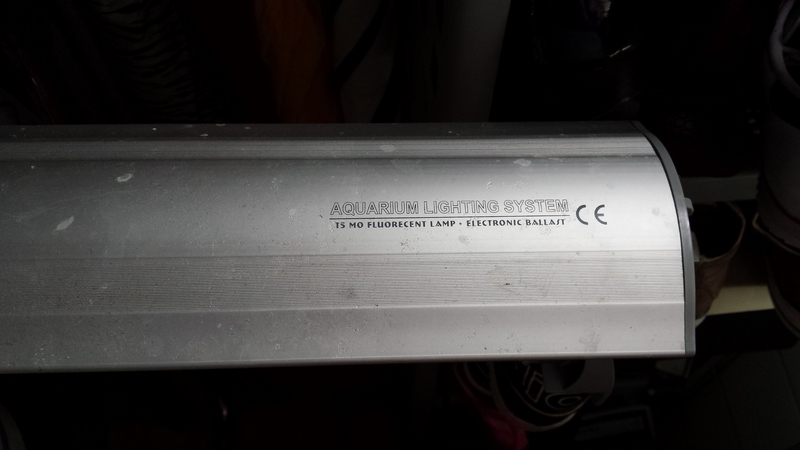 AQUARIUM LIGHTING SYSTEM
T5 MO FLUORECENT LAMP • ELECTRONIC BALLAST
CE